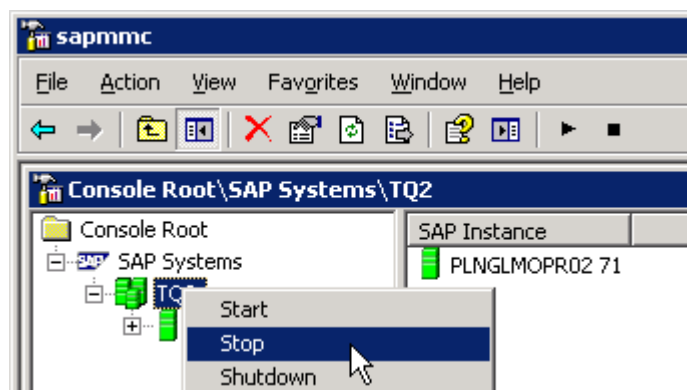 sapmmc
File Action View Favorites Window Help
Console Root\SAP Systems\TQ2
Console Root
SAP Instance
SAP SAP Systems
PLNGLMOPR02 71
Start
Stop
Shutdown